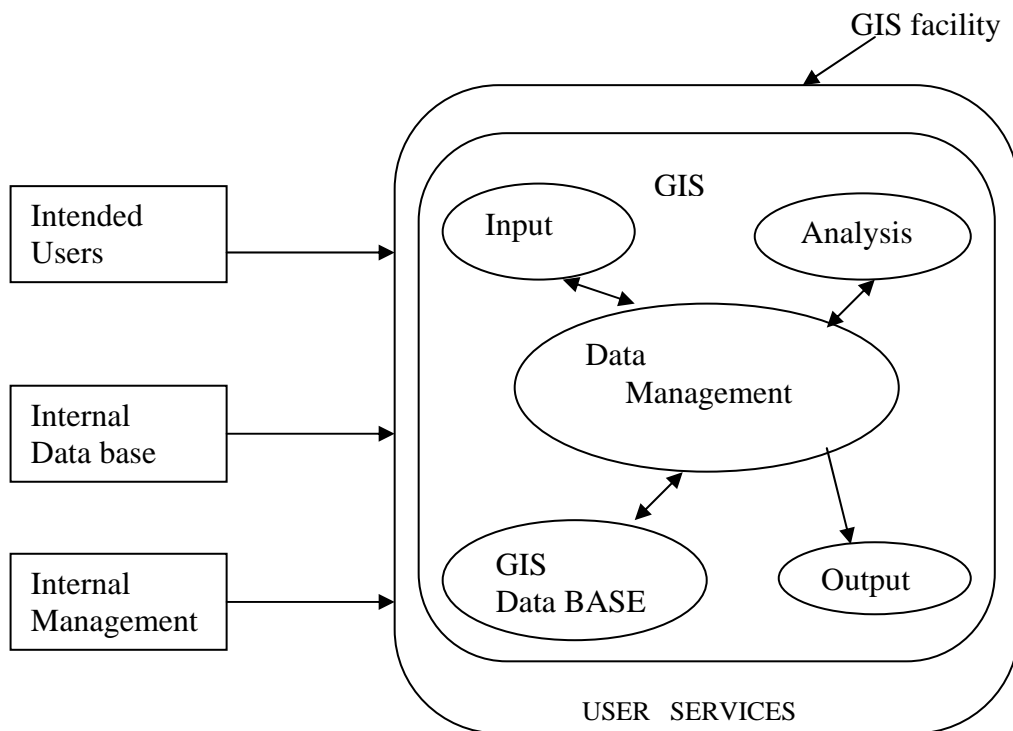 GIS facility
GIS
Input
Analysis
Intended
Users
Data
Management
Internal
Data base
GIS
Data BASE
Output
Internal
Management
USER SERVICES